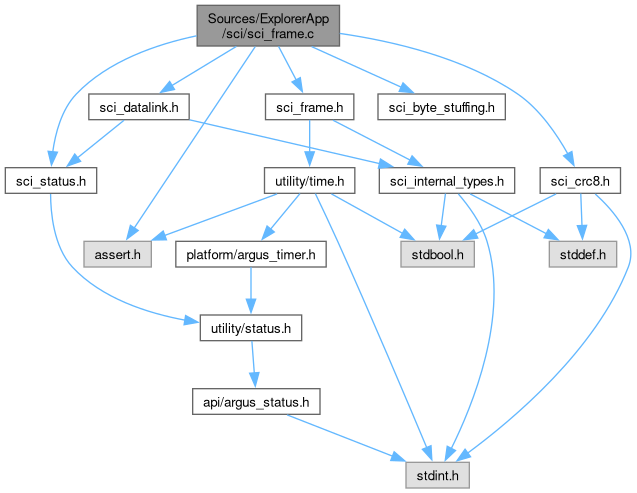 Sources/ExplorerApp
/sci/sci_frame.c
sci_datalink.h
sci_frame.h
sci_byte_stuffing.h
sci_status.h
utility/time.h
sci_internal_types.h
sci_crc8.h
assert.h
platform/argus_timer.h
stdbool.h
stddef.h
utility/status.h
api/argus_status.h
stdint.h